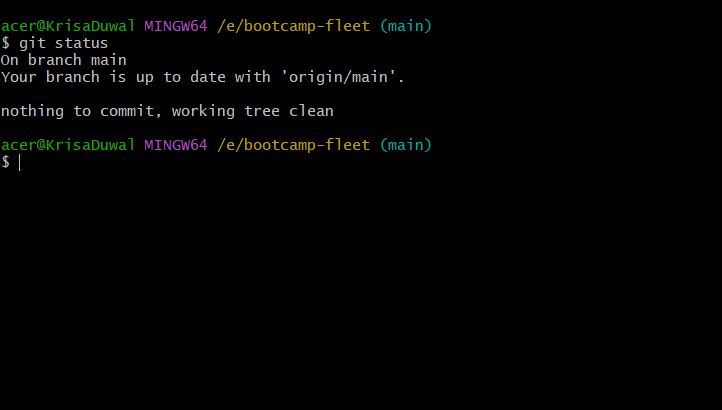 acer@KrisaDuwal MINGW64 /e/bootcamp-fleet (main)
$ git status
On branch main
Your branch is up to date with 'origin/main'.
nothing to commit, working tree clean
acer@KrisaDuwal MINGW64 /e/bootcamp-fleet (main)
$